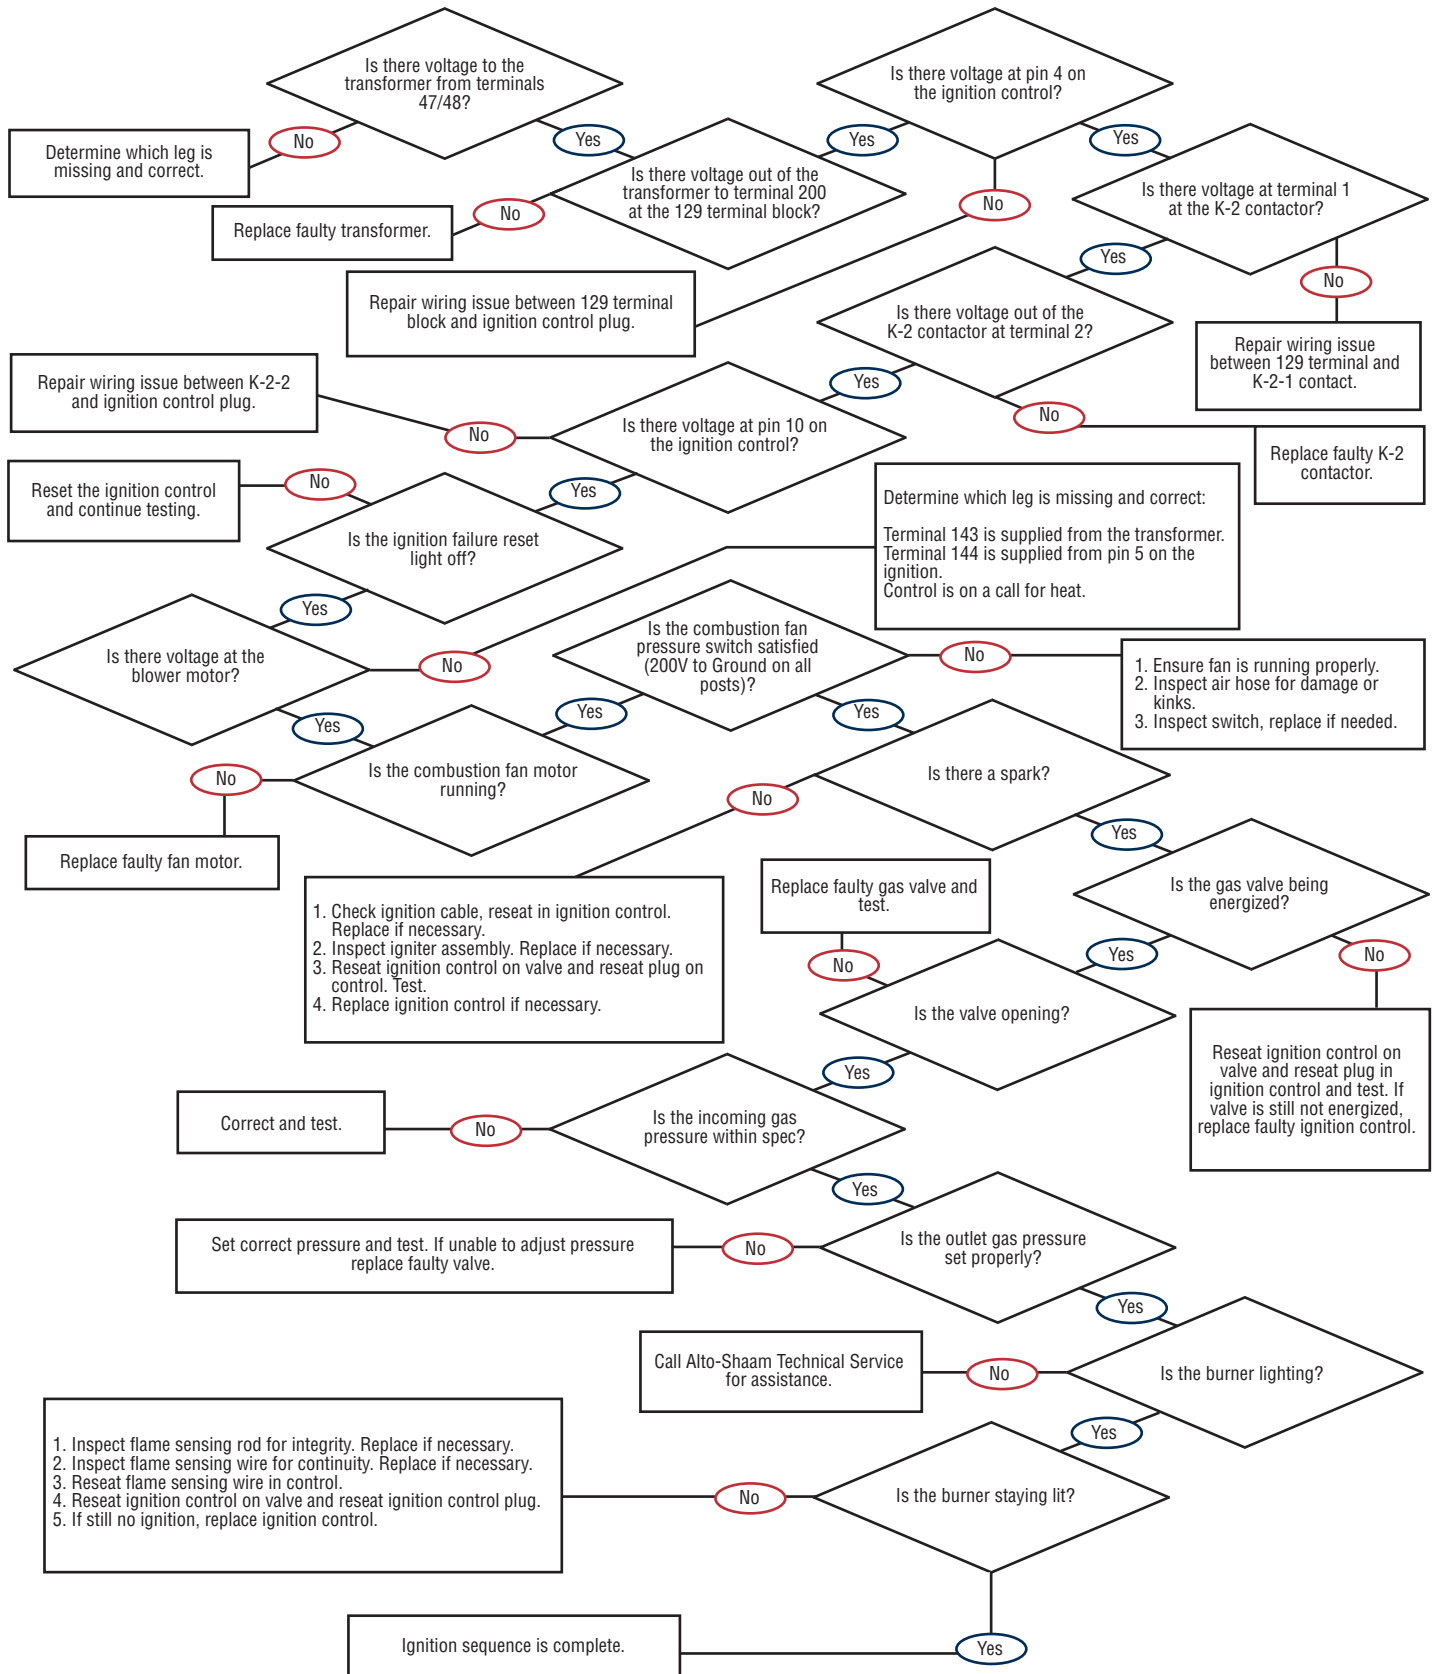 Is there voltage to the
transformer from terminals
47/48?
Is there voltage at pin 4 on
the ignition control?
No
Yes
Yes
Yes
Determine which leg is
missing and correct.
Is there voltage out of the
transformer to terminal 200
at the 129 terminal block?
Is there voltage at terminal 1
at the K-2 contactor?
No
Replace faulty transformer.
No
Yes
No
Repair wiring issue between 129 terminal
block and ignition control plug.
Is there voltage out of the
K-2 contactor at terminal 2?
Repair wiring issue
between 129 terminal and
K-2-1 contact.
Repair wiring issue between K-2-2
and ignition control plug.
Yes
No
No
Is there voltage at pin 10 on
the ignition control?
Replace faulty K-2
contactor.
No
Reset the ignition control
and continue testing.
Yes
Determine which leg is missing and correct:
Terminal 143 is supplied from the transformer.
Terminal 144 is supplied from pin 5 on the
ignition.
Control is on a call for heat.
Is the ignition failure reset
light off?
Yes
Is the combustion fan
pressure switch satisfied
(200V to Ground on all
posts)?
No
Is there voltage at the
blower motor?
No
1. Ensure fan is running properly.
2. Inspect air hose for damage or
kinks.
3. Inspect switch, replace if needed.
Yes
Yes
Yes
Is the combustion fan motor
running?
No
Is there a spark?
No
Replace faulty fan motor.
Yes
1. Check ignition cable, reseat in ignition control.
Replace if necessary.
2. Inspect igniter assembly. Replace if necessary.
3. Reseat ignition control on valve and reseat plug on
control. Test.
4. Replace ignition control if necessary.
Replace faulty gas valve and
test.
Is the gas valve being
energized?
No
Yes
No
Is the valve opening?
Reseat ignition control on
valve and reseat plug in
ignition control and test. If
valve is still not energized,
replace faulty ignition control.
Yes
Correct and test.
No
Is the incoming gas
pressure within spec?
Yes
Set correct pressure and test. If unable to adjust pressure
replace faulty valve.
No
Is the outlet gas pressure
set properly?
Yes
Call Alto-Shaam Technical Service
for assistance.
No
Is the burner lighting?
Yes
1. Inspect flame sensing rod for integrity. Replace if necessary.
2. Inspect flame sensing wire for continuity. Replace if necessary.
3. Reseat flame sensing wire in control.
4. Reseat ignition control on valve and reseat ignition control plug.
5. If still no ignition, replace ignition control.
No
Is the burner staying lit?
Ignition sequence is complete.
Yes